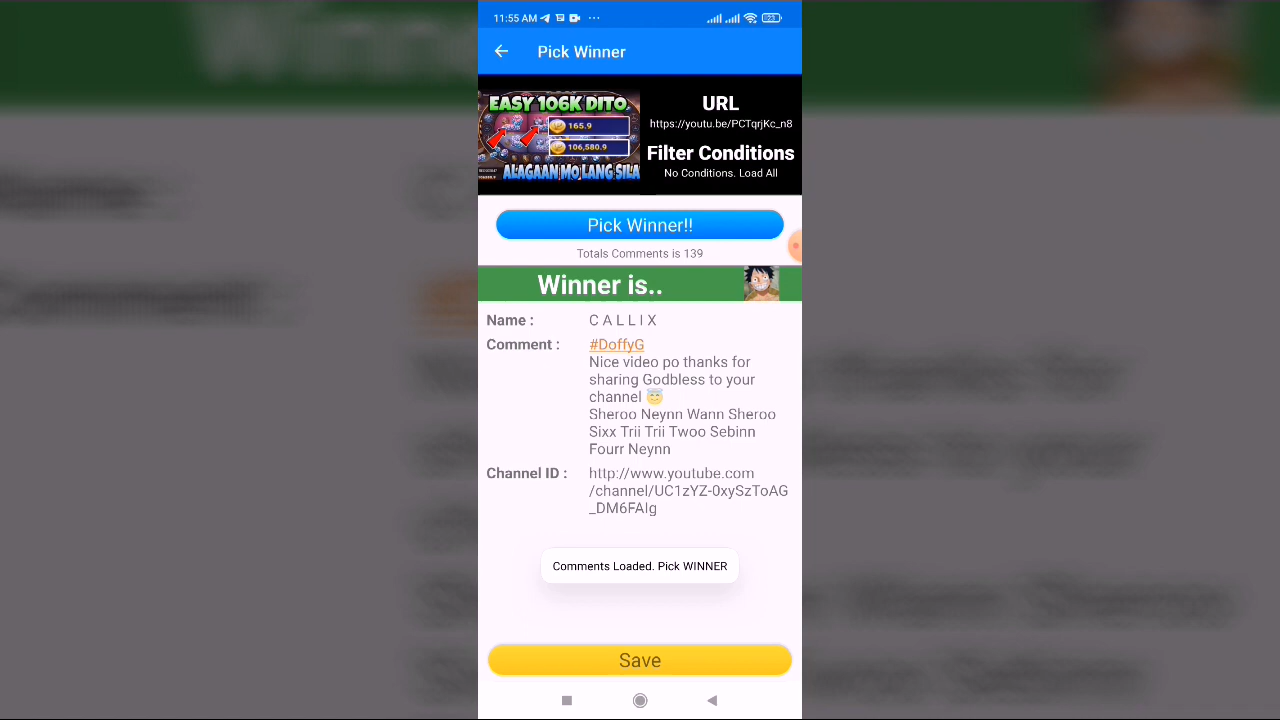 11:55 AM
23
Pick Winner
EASY 106K DITO
165.9
106,580.9
ALAGAAN MO LANG SILA
URL
https://youtu.be/PCTqrjKc_n8
Filter Conditions
No Conditions. Load All
Pick Winner!!
Totals Comments is 139
Winner is..
Name : C A L L I X
Comment : #DoffyG
Nice video po thanks for
sharing Godbless to your
channel 😇
Sheroo Neynn Wann Sheroo
Sixx Trii Trii Twoo Sebinn
Fourr Neynn
Channel ID : http://www.youtube.com
/channel/UC1zYZ-0xySzToAG
_DM6FAIg
Comments Loaded. Pick WINNER
Save